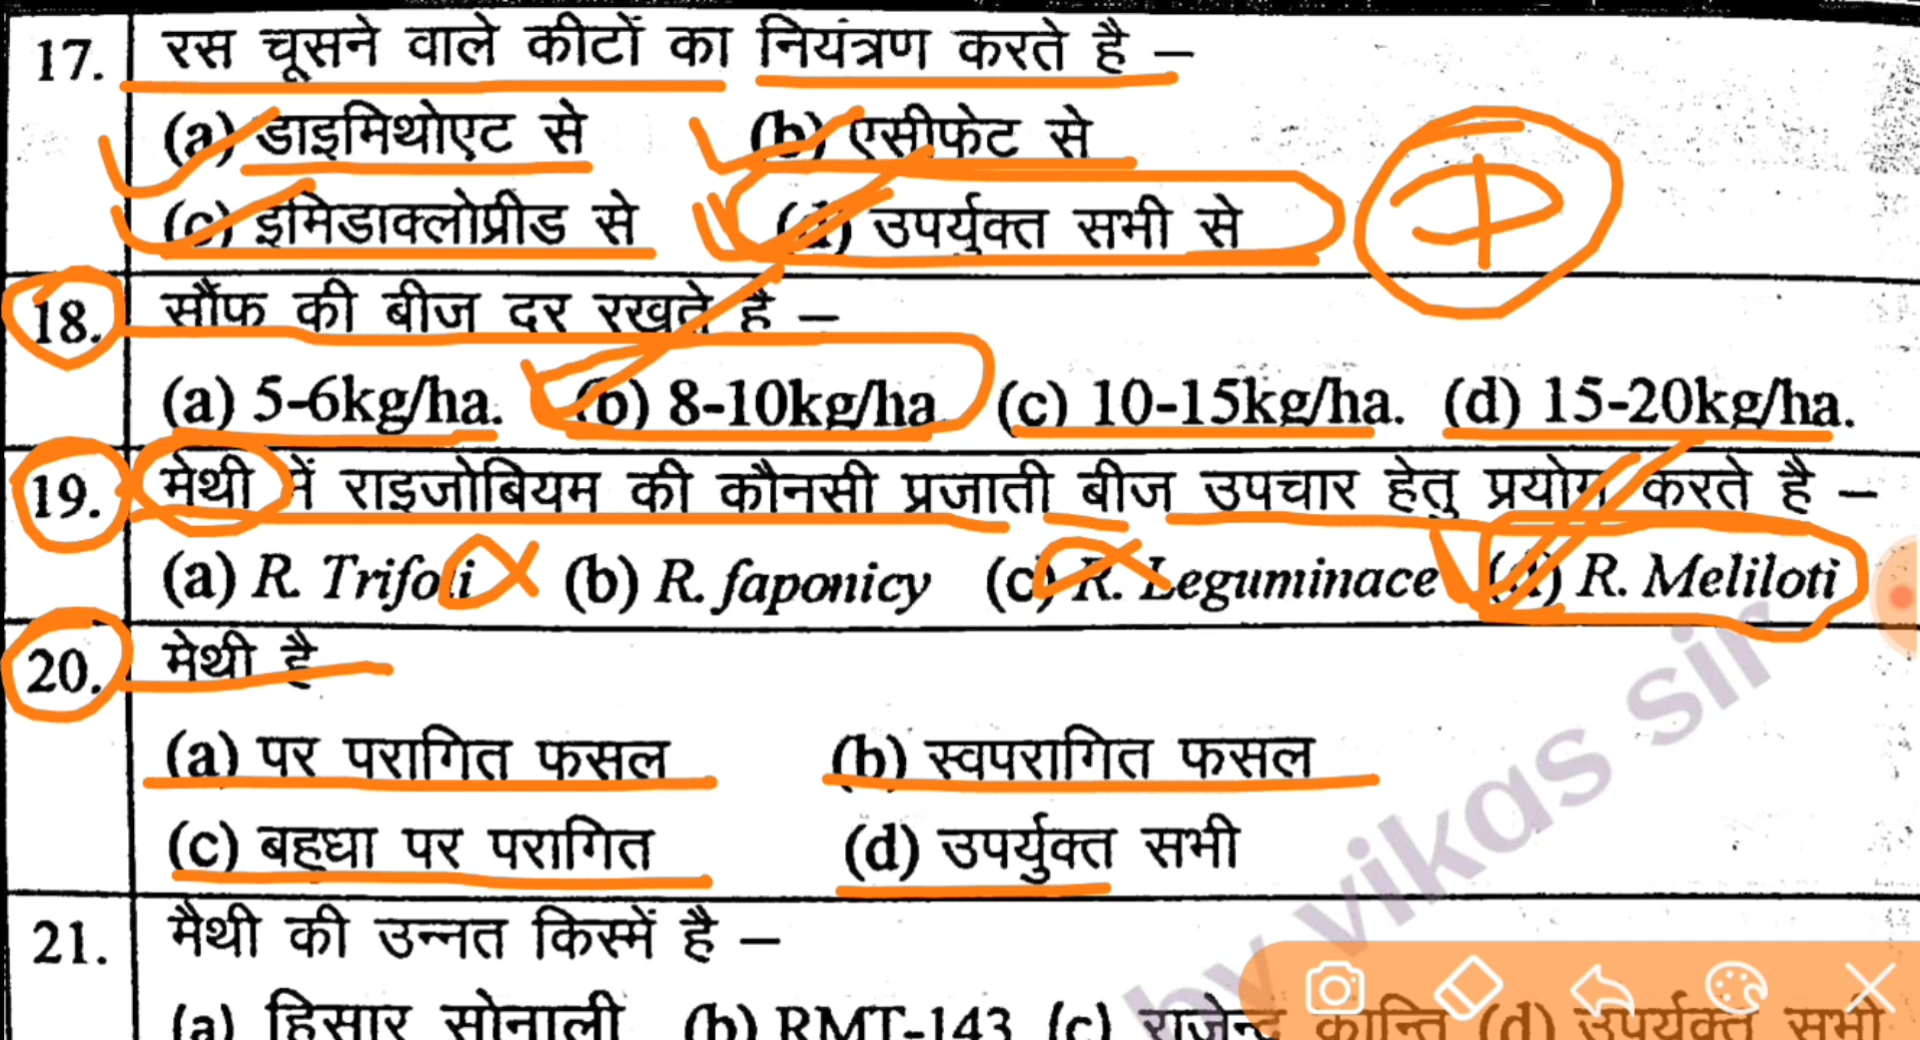 17. रस चूसने वाले कीटों का नियंत्रण करते है –
(a) डाइमिथोएट से (b) एसीफेट से
(c) इमिडाक्लोप्रीड से (d) उपर्युक्त सभी से
18. सौंफ की बीज दर रखते है –
(a) 5-6kg/ha. (b) 8-10kg/ha (c) 10-15kg/ha. (d) 15-20kg/ha.
19. मेथी में राइजोबियम की कौनसी प्रजाती बीज उपचार हेतु प्रयोग करते है –
(a) R. Trifoli (b) R. faponicy (c) R. Leguminace (d) R. Meliloti
20. मेथी है
(a) पर परागित फसल (b) स्वपरागित फसल
(c) बहुधा पर परागित (d) उपर्युक्त सभी
21. मैथी की उन्नत किस्में है –
(a) हिसार सोनाली (b) RMT-143 (c) राजेन्द्र कान्ति (d) उपर्युक्त सभी
by vikas sir